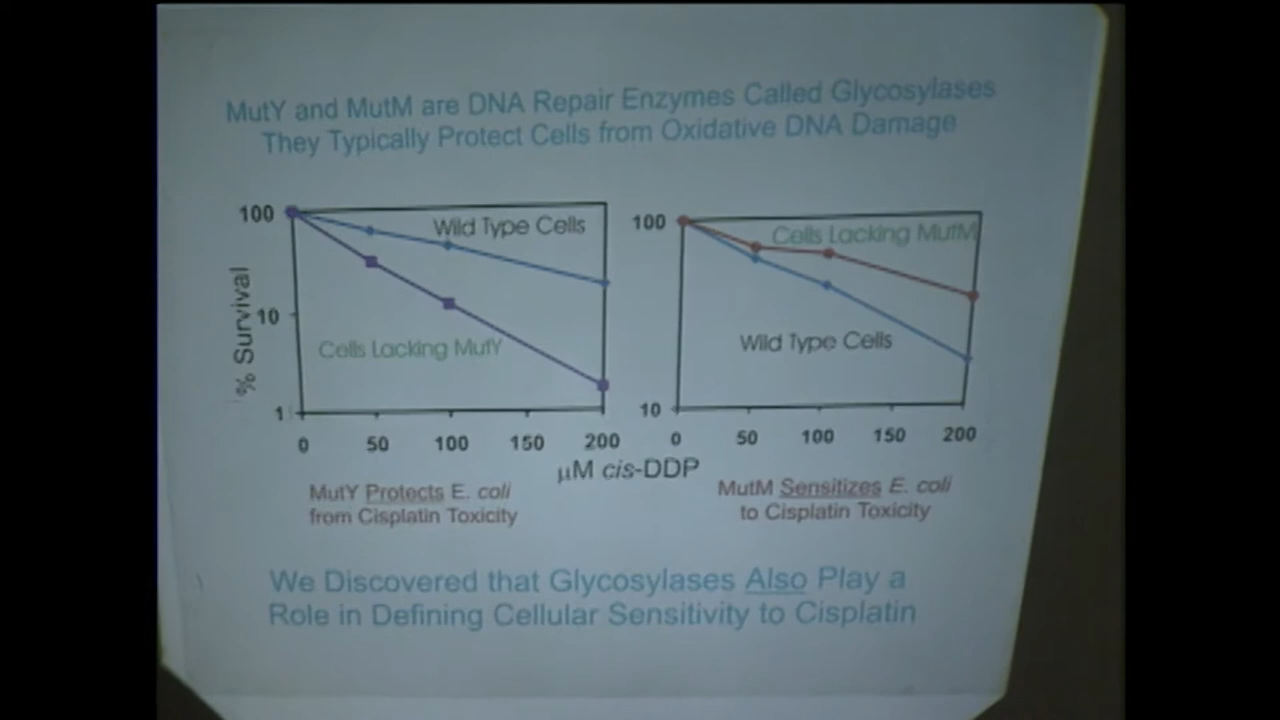 MutY and MutM are DNA Repair Enzymes Called Glycosylases
They Typically Protect Cells from Oxidative DNA Damage
100
10
1
% Survival
Wild Type Cells
Cells Lacking MutY
0 50 100 150 200
100
10
Cells Lacking MutM
Wild Type Cells
0 50 100 150 200
µM cis-DDP
MutY Protects E. coli
from Cisplatin Toxicity
MutM Sensitizes E. coli
to Cisplatin Toxicity
We Discovered that Glycosylases Also Play a
Role in Defining Cellular Sensitivity to Cisplatin